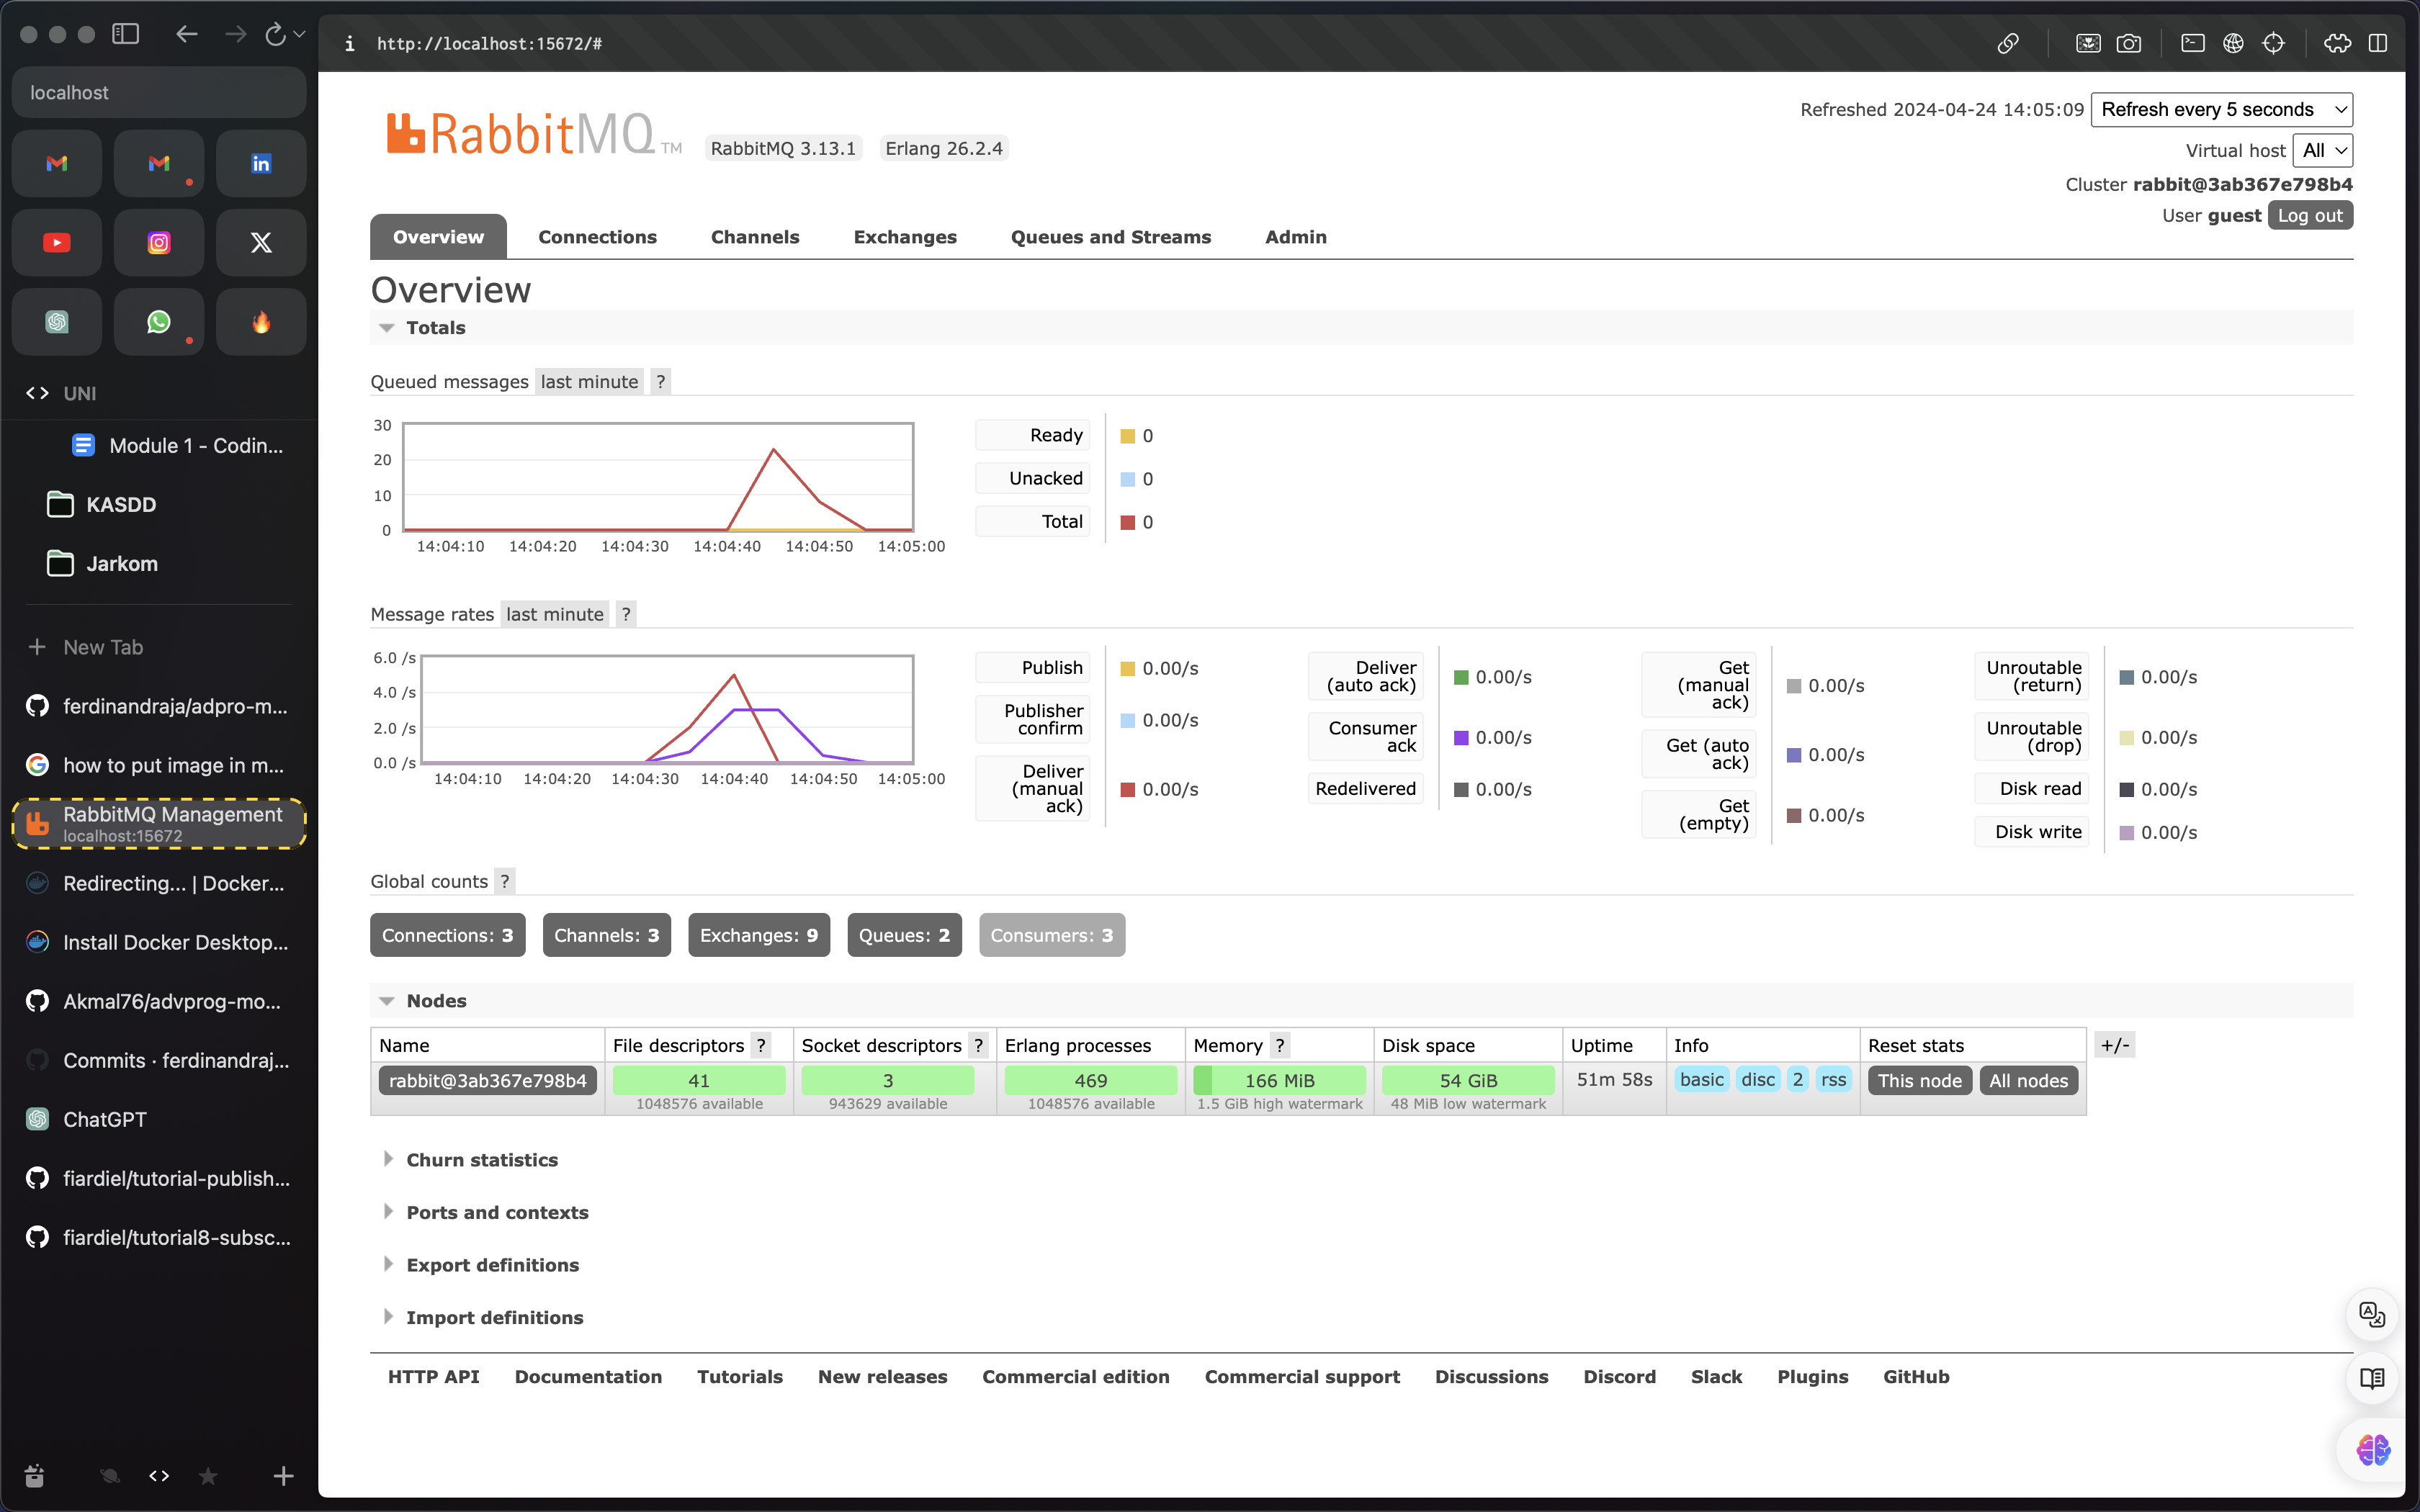 http://localhost:15672/#
localhost
UNI
Module 1 - Codin...
KASDD
Jarkom
New Tab
ferdinandraja/adpro-m...
how to put image in m...
RabbitMQ Management
localhost:15672
Redirecting... | Docker...
Install Docker Desktop...
Akmal76/advprog-mo...
Commits · ferdinandraj...
ChatGPT
fiardiel/tutorial-publish...
fiardiel/tutorial8-subsc...
RabbitMQ TM
RabbitMQ 3.13.1 Erlang 26.2.4
Refreshed 2024-04-24 14:05:09 Refresh every 5 seconds
Virtual host All
Cluster rabbit@3ab367e798b4
User guest Log out
Overview Connections Channels Exchanges Queues and Streams Admin
Overview
Totals
Queued messages last minute ?
30
20
10
0
14:04:10 14:04:20 14:04:30 14:04:40 14:04:50 14:05:00
Ready 0
Unacked 0
Total 0
Message rates last minute ?
6.0 /s
4.0 /s
2.0 /s
0.0 /s
14:04:10 14:04:20 14:04:30 14:04:40 14:04:50 14:05:00
Publish 0.00/s
Publisher
confirm 0.00/s
Deliver
(manual
ack) 0.00/s
Deliver
(auto ack) 0.00/s
Consumer
ack 0.00/s
Redelivered 0.00/s
Get
(manual
ack) 0.00/s
Get (auto
ack) 0.00/s
Get
(empty) 0.00/s
Unroutable
(return) 0.00/s
Unroutable
(drop) 0.00/s
Disk read 0.00/s
Disk write 0.00/s
Global counts ?
Connections: 3 Channels: 3 Exchanges: 9 Queues: 2 Consumers: 3
Nodes
Name File descriptors ? Socket descriptors ? Erlang processes Memory ? Disk space Uptime Info Reset stats +/-
rabbit@3ab367e798b4 41 3 469 166 MiB 54 GiB 51m 58s basic disc 2 rss This node All nodes
1048576 available 943629 available 1048576 available 1.5 GiB high watermark 48 MiB low watermark
Churn statistics
Ports and contexts
Export definitions
Import definitions
HTTP API Documentation Tutorials New releases Commercial edition Commercial support Discussions Discord Slack Plugins GitHub